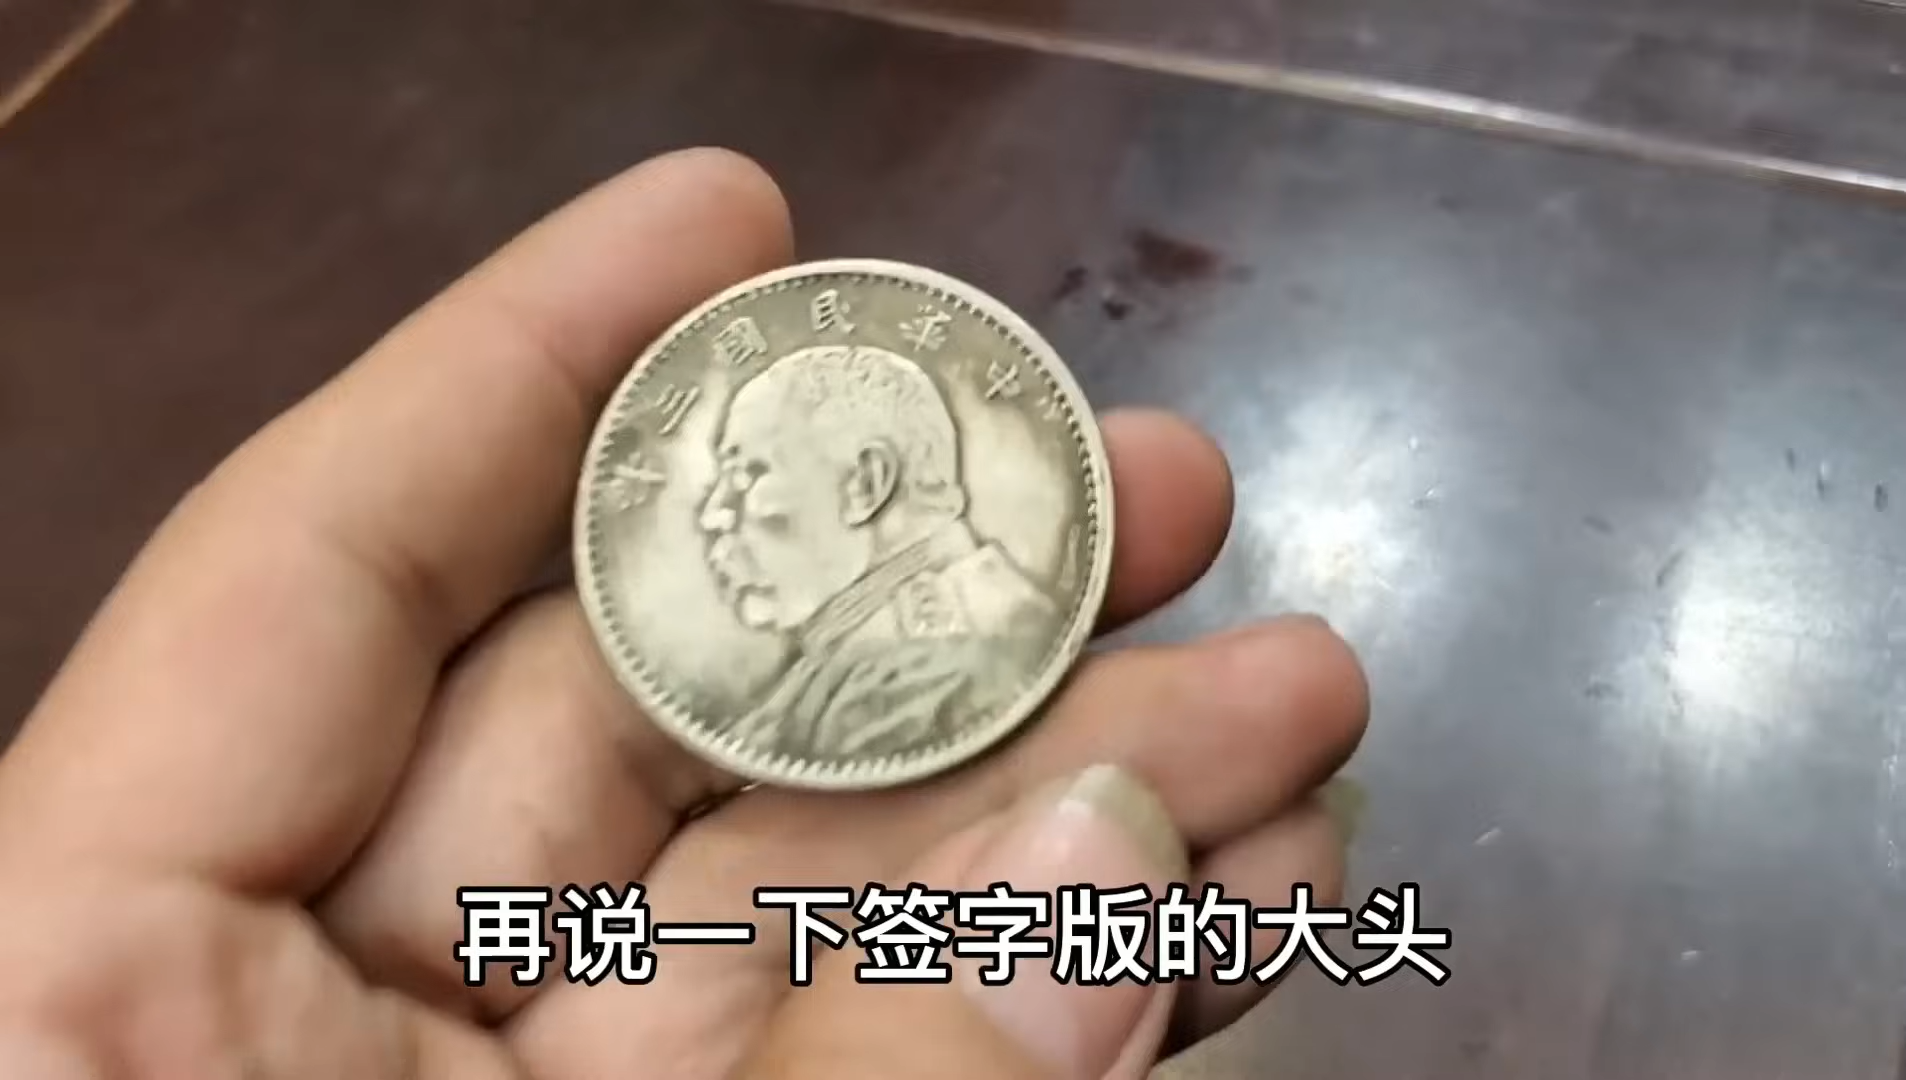 中華民國三年
再说一下签字版的大头